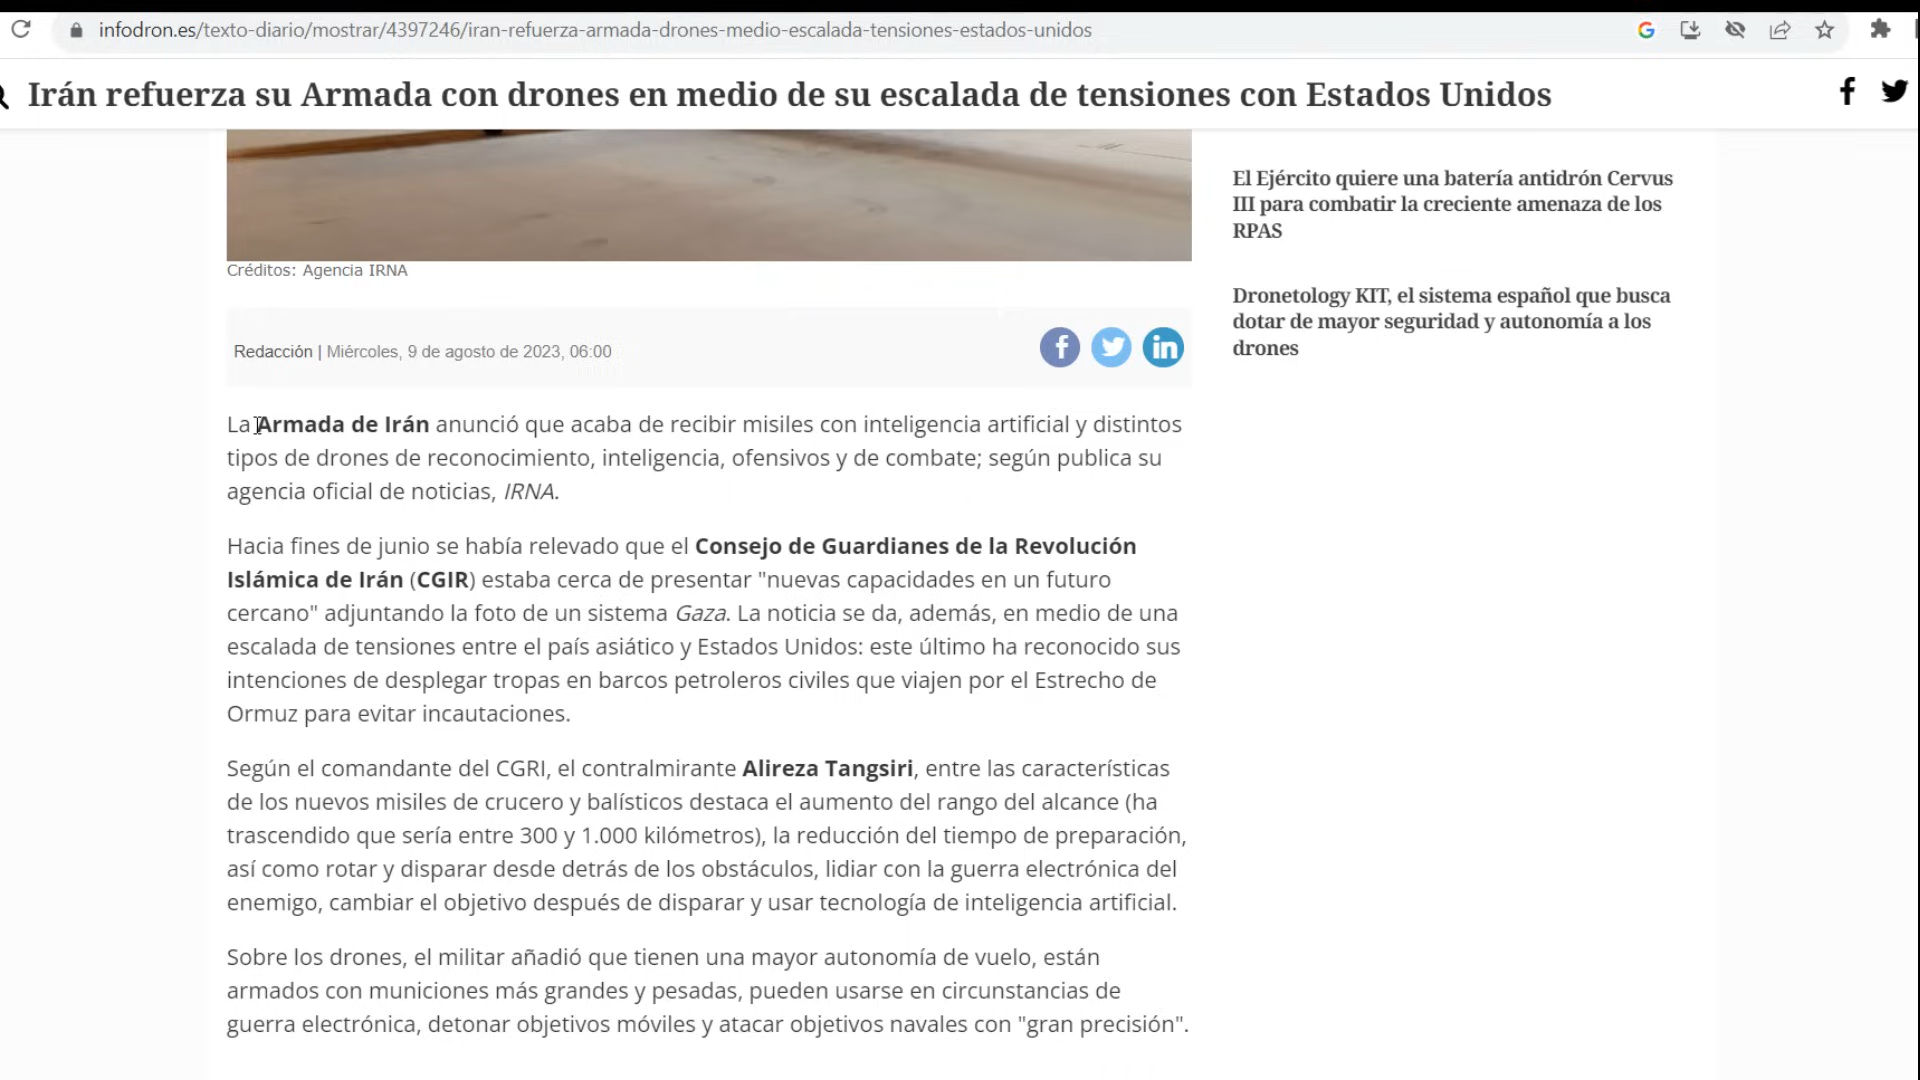 infodron.es/texto-diario/mostrar/4397246/iran-refuerza-armada-drones-medio-escalada-tensiones-estados-unidos
Irán refuerza su Armada con drones en medio de su escalada de tensiones con Estados Unidos
Créditos: Agencia IRNA
Redacción | Miércoles, 9 de agosto de 2023, 06:00
La Armada de Irán anunció que acaba de recibir misiles con inteligencia artificial y distintos
tipos de drones de reconocimiento, inteligencia, ofensivos y de combate; según publica su
agencia oficial de noticias, IRNA.
Hacia fines de junio se había relevado que el Consejo de Guardianes de la Revolución
Islámica de Irán (CGIR) estaba cerca de presentar "nuevas capacidades en un futuro
cercano" adjuntando la foto de un sistema Gaza. La noticia se da, además, en medio de una
escalada de tensiones entre el país asiático y Estados Unidos: este último ha reconocido sus
intenciones de desplegar tropas en barcos petroleros civiles que viajen por el Estrecho de
Ormuz para evitar incautaciones.
Según el comandante del CGRI, el contralmirante Alireza Tangsiri, entre las características
de los nuevos misiles de crucero y balísticos destaca el aumento del rango del alcance (ha
trascendido que sería entre 300 y 1.000 kilómetros), la reducción del tiempo de preparación,
así como rotar y disparar desde detrás de los obstáculos, lidiar con la guerra electrónica del
enemigo, cambiar el objetivo después de disparar y usar tecnología de inteligencia artificial.
Sobre los drones, el militar añadió que tienen una mayor autonomía de vuelo, están
armados con municiones más grandes y pesadas, pueden usarse en circunstancias de
guerra electrónica, detonar objetivos móviles y atacar objetivos navales con "gran precisión".
El Ejército quiere una batería antidrón Cervus
III para combatir la creciente amenaza de los
RPAS
Dronetology KIT, el sistema español que busca
dotar de mayor seguridad y autonomía a los
drones